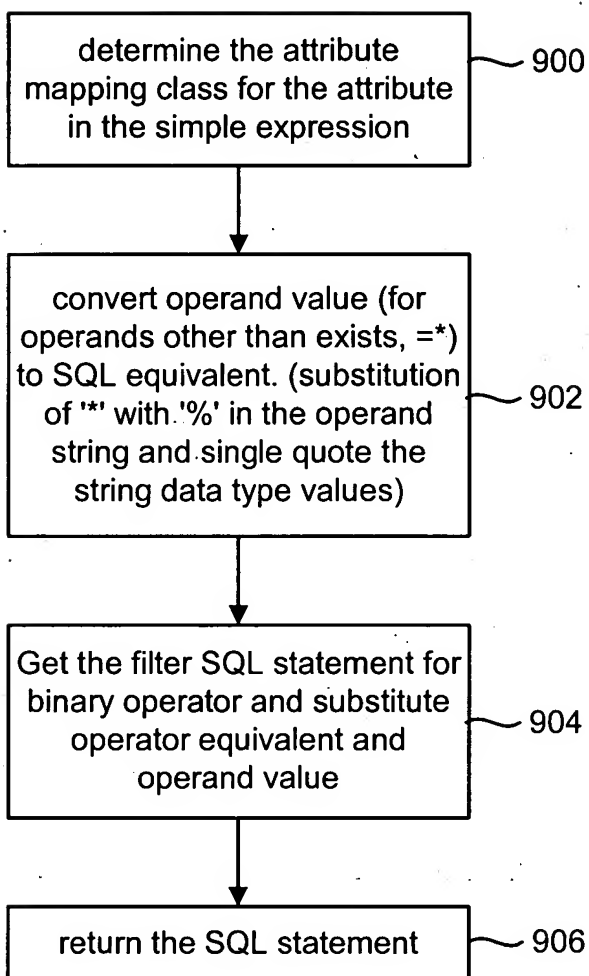 determine the attribute
mapping class for the attribute
in the simple expression
900
convert operand value (for
operands other than exists, =*)
to SQL equivalent. (substitution
of '*' with '%' in the operand
string and single quote the
string data type values)
902
Get the filter SQL statement for
binary operator and substitute
operator equivalent and
operand value
904
return the SQL statement
906